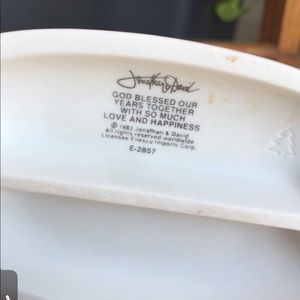 Jonathan & David
GOD BLESSED OUR
YEARS TOGETHER
WITH SO MUCH
LOVE AND HAPPINESS
© 1983 Jonathan & David
All rights reserved worldwide
Licensee Enesco Imports Corp.
E-2857